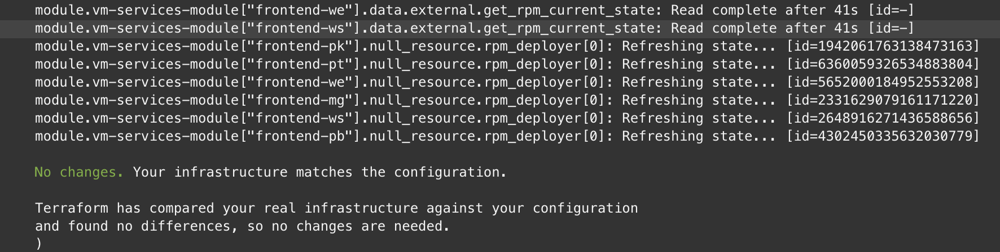 module.vm-services-module["frontend-we"].data.external.get_rpm_current_state: Read complete after 41s [id=-]
module.vm-services-module["frontend-ws"].data.external.get_rpm_current_state: Read complete after 41s [id=-]
module.vm-services-module["frontend-pk"].null_resource.rpm_deployer[0]: Refreshing state... [id=1942061763138473163]
module.vm-services-module["frontend-pt"].null_resource.rpm_deployer[0]: Refreshing state... [id=6360059326534883804]
module.vm-services-module["frontend-we"].null_resource.rpm_deployer[0]: Refreshing state... [id=5652000184952553208]
module.vm-services-module["frontend-mg"].null_resource.rpm_deployer[0]: Refreshing state... [id=2331629079161171220]
module.vm-services-module["frontend-ws"].null_resource.rpm_deployer[0]: Refreshing state... [id=2648916271436588656]
module.vm-services-module["frontend-pb"].null_resource.rpm_deployer[0]: Refreshing state... [id=4302450335632030779]
No changes. Your infrastructure matches the configuration.
Terraform has compared your real infrastructure against your configuration
and found no differences, so no changes are needed.
)